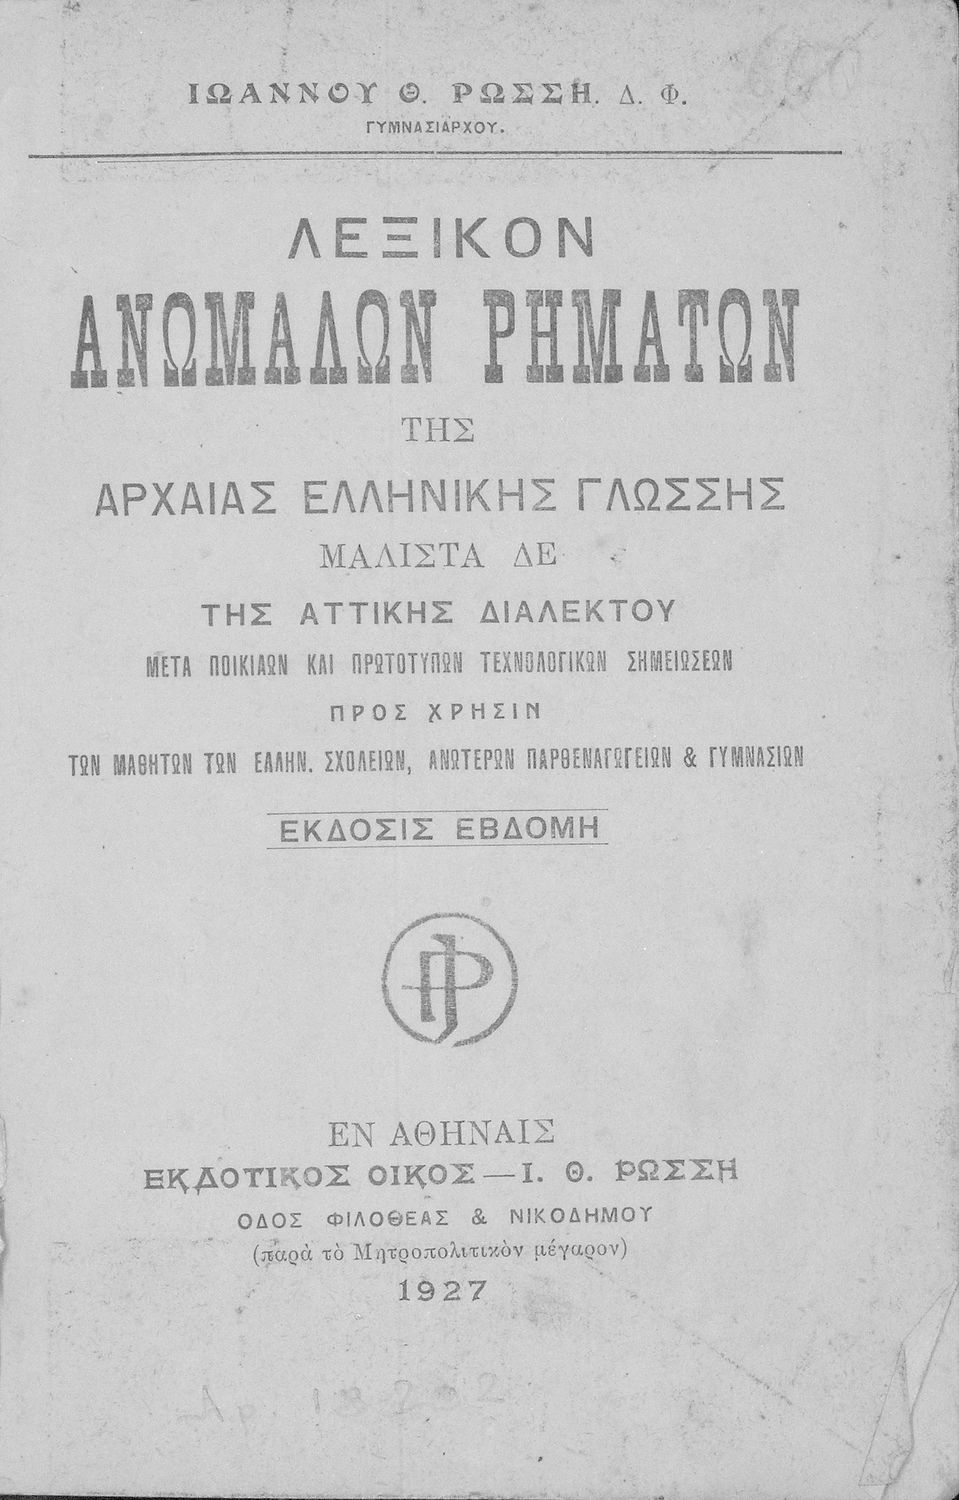 ΙΩΑΝΝΟΥ Θ. ΡΩΣΣΗ. Δ. Φ.
ΓΥΜΝΑΣΙΑΡΧΟΥ.
ΛΕΞΙΚΟΝ
ΑΝΩΜΑΛΩΝ ΡΗΜΑΤΩΝ
ΤΗΣ
ΑΡΧΑΙΑΣ ΕΛΛΗΝΙΚΗΣ ΓΛΩΣΣΗΣ
ΜΑΛΙΣΤΑ ΔΕ
ΤΗΣ ΑΤΤΙΚΗΣ ΔΙΑΛΕΚΤΟΥ
ΜΕΤΑ ΠΟΙΚΙΛΩΝ ΚΑΙ ΠΡΩΤΟΤΥΠΩΝ ΤΕΧΝΟΛΟΓΙΚΩΝ ΣΗΜΕΙΩΣΕΩΝ
ΠΡΟΣ ΧΡΗΣΙΝ
ΤΩΝ ΜΑΘΗΤΩΝ ΤΩΝ ΕΛΛΗΝ. ΣΧΟΛΕΙΩΝ, ΑΝΩΤΕΡΩΝ ΠΑΡΘΕΝΑΓΩΓΕΙΩΝ & ΓΥΜΝΑΣΙΩΝ
ΕΚΔΟΣΙΣ ΕΒΔΟΜΗ
ΕΝ ΑΘΗΝΑΙΣ
ΕΚΔΟΤΙΚΟΣ ΟΙΚΟΣ — Ι. Θ. ΡΩΣΣΗ
ΟΔΟΣ ΦΙΛΟΘΕΑΣ & ΝΙΚΟΔΗΜΟΥ
(παρὰ τὸ Μητροπολιτικὸν μέγαρον)
1927